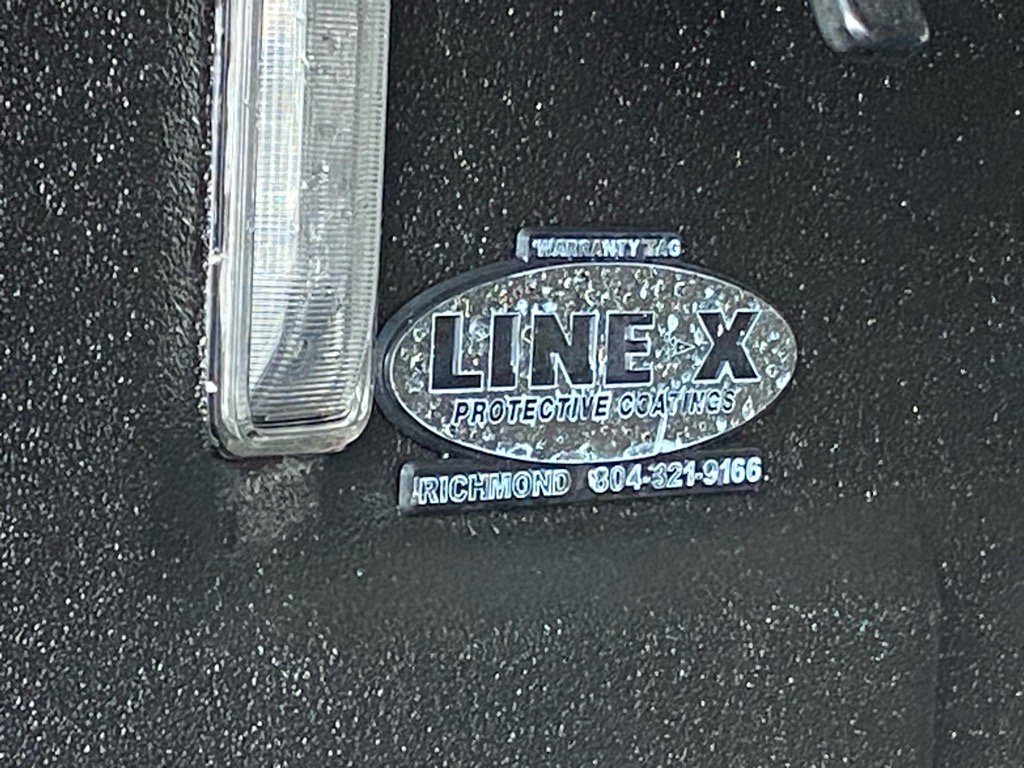 WARRANTY TAG
LINE-X
PROTECTIVE COATINGS
RICHMOND 804-321-9166